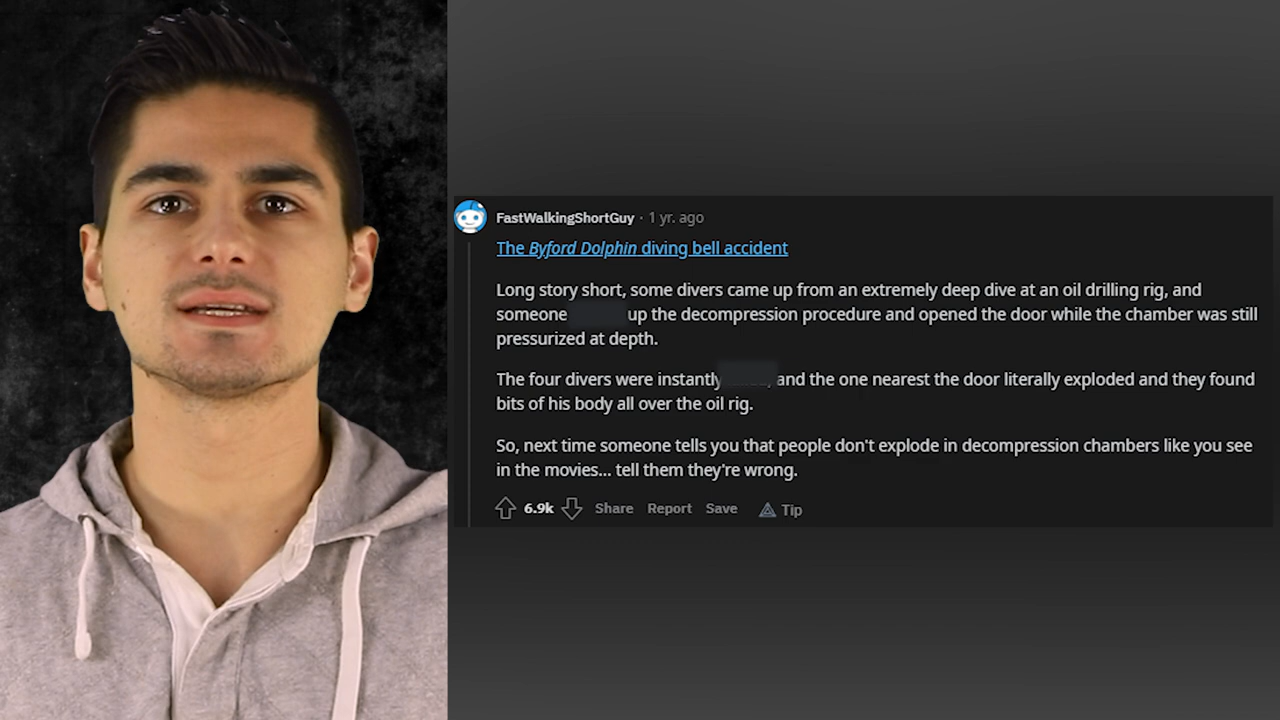 FastWalkingShortGuy · 1 yr. ago
The Byford Dolphin diving bell accident
Long story short, some divers came up from an extremely deep dive at an oil drilling rig, and
someone up the decompression procedure and opened the door while the chamber was still
pressurized at depth.
The four divers were instantly and the one nearest the door literally exploded and they found
bits of his body all over the oil rig.
So, next time someone tells you that people don't explode in decompression chambers like you see
in the movies... tell them they're wrong.
6.9k Share Report Save Tip